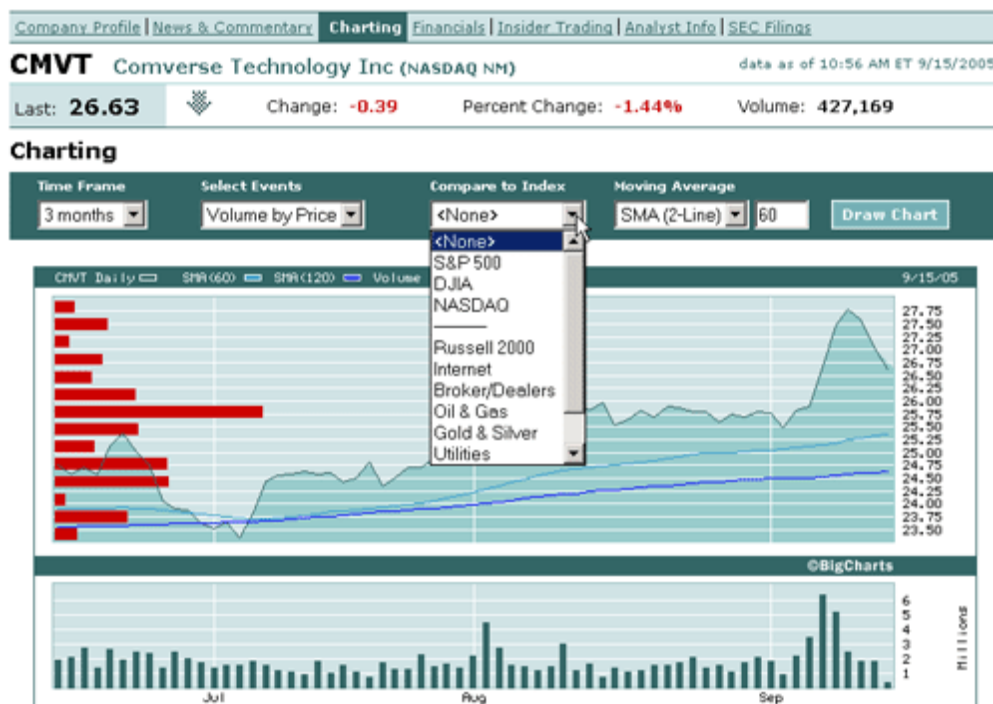 Company Profile | News & Commentary Charting Financials | Insider Trading | Analyst Info | SEC Filings
CMVT Comverse Technology Inc (NASDAQ NM) data as of 10:56 AM ET 9/15/2005
Last: 26.63 Change: -0.39 Percent Change: -1.44% Volume: 427,169
Charting
Time Frame Select Events Compare to Index Moving Average
3 months Volume by Price <None> SMA (2-Line) 60 Draw Chart
<None>
S&P 500
DJIA
NASDAQ
Russell 2000
Internet
Broker/Dealers
Oil & Gas
Gold & Silver
Utilities
CMVT Daily SMA(60) SMA(120) Volume 9/15/05
27.75
27.50
27.25
27.00
26.75
26.50
26.25
26.00
25.75
25.50
25.25
25.00
24.75
24.50
24.25
24.00
23.75
23.50
©BigCharts
6
5
4
3
2
1
Millions
Jul Aug Sep